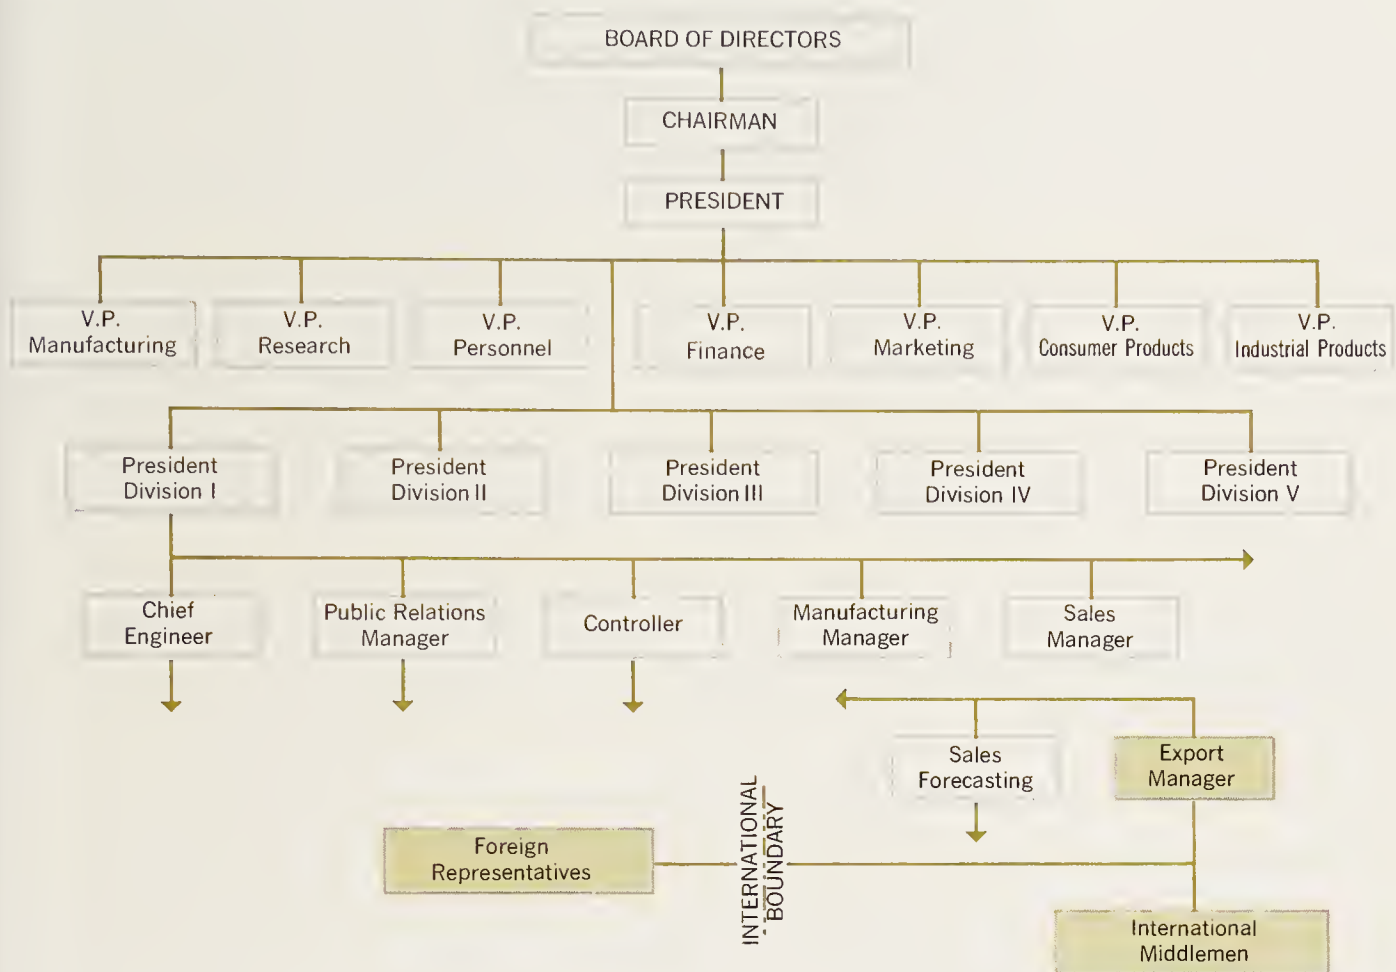 BOARD OF DIRECTORS
CHAIRMAN
PRESIDENT
V.P.
Manufacturing
V.P.
Research
V.P.
Personnel
V.P.
Finance
V.P.
Marketing
V.P.
Consumer Products
V.P.
Industrial Products
President
Division I
President
Division II
President
Division III
President
Division IV
President
Division V
Chief
Engineer
Public Relations
Manager
Controller
Manufacturing
Manager
Sales
Manager
Sales
Forecasting
Export
Manager
INTERNATIONAL
BOUNDARY
Foreign
Representatives
International
Middlemen